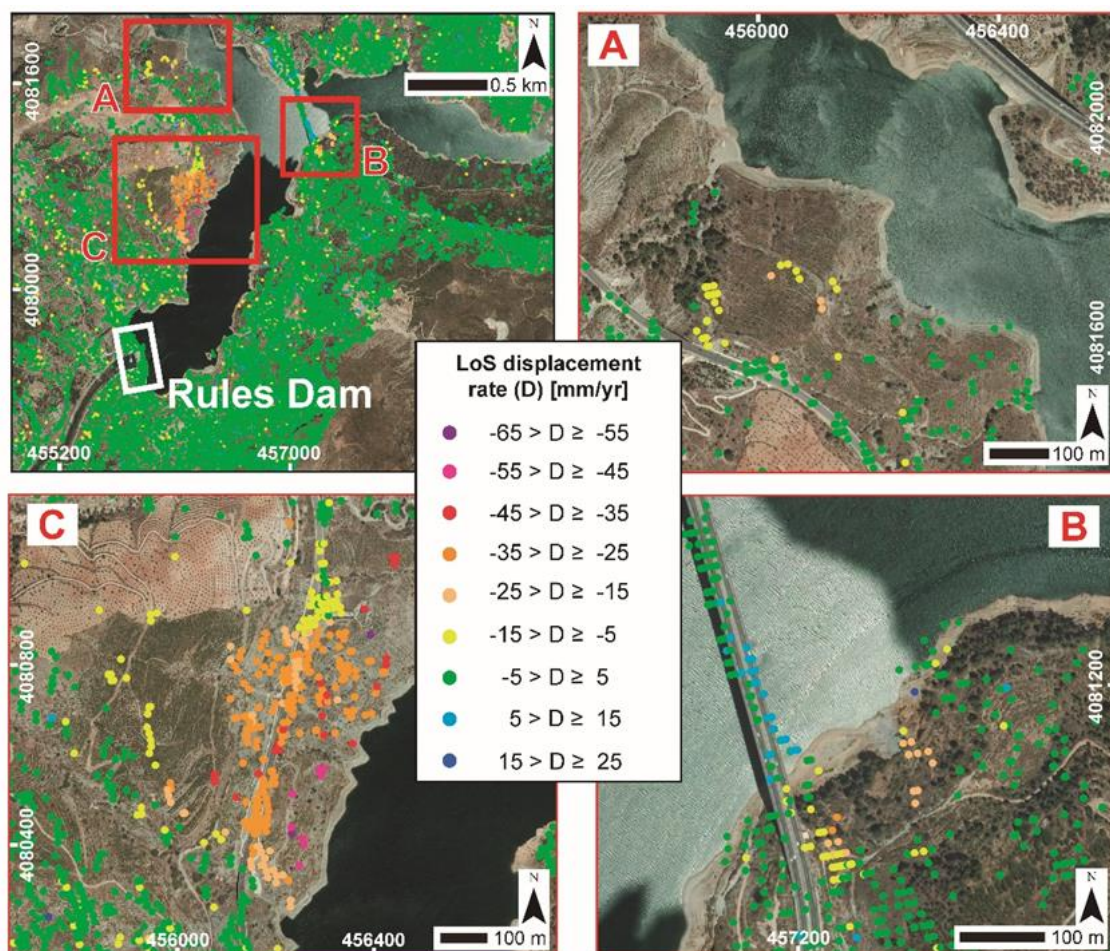 N
0.5 km
4081600
4080000
A
B
C
Rules Dam
455200
457000
A
456000
456400
4082000
4081600
N
100 m
LoS displacement
rate (D) [mm/yr]
-65 > D ≥ -55
-55 > D ≥ -45
-45 > D ≥ -35
-35 > D ≥ -25
-25 > D ≥ -15
-15 > D ≥ -5
-5 > D ≥ 5
5 > D ≥ 15
15 > D ≥ 25
C
4080800
4080400
456000
456400
N
100 m
B
4081200
457200
N
100 m